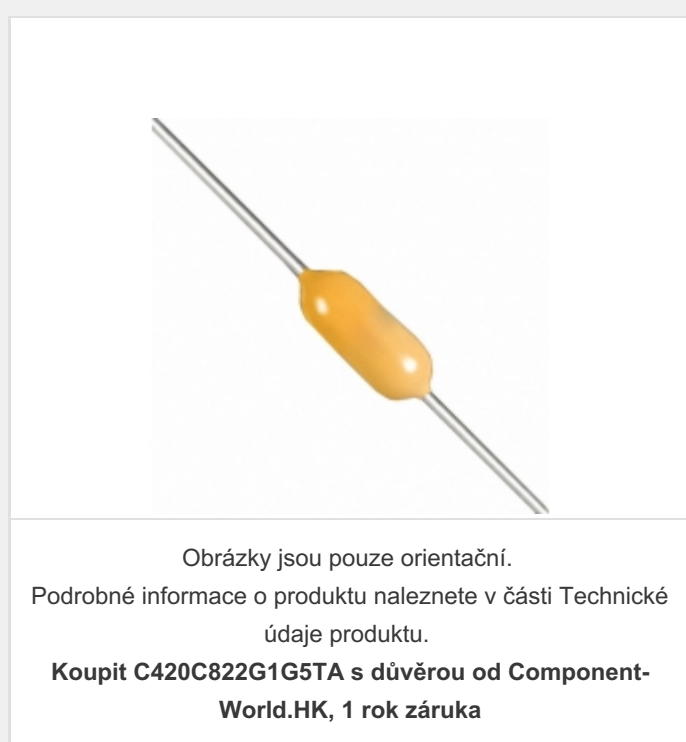 Obrázky jsou pouze orientační.
Podrobné informace o produktu naleznete v části Technické
údaje produktu.
Koupit C420C822G1G5TA s důvěrou od Component-
World.HK, 1 rok záruka